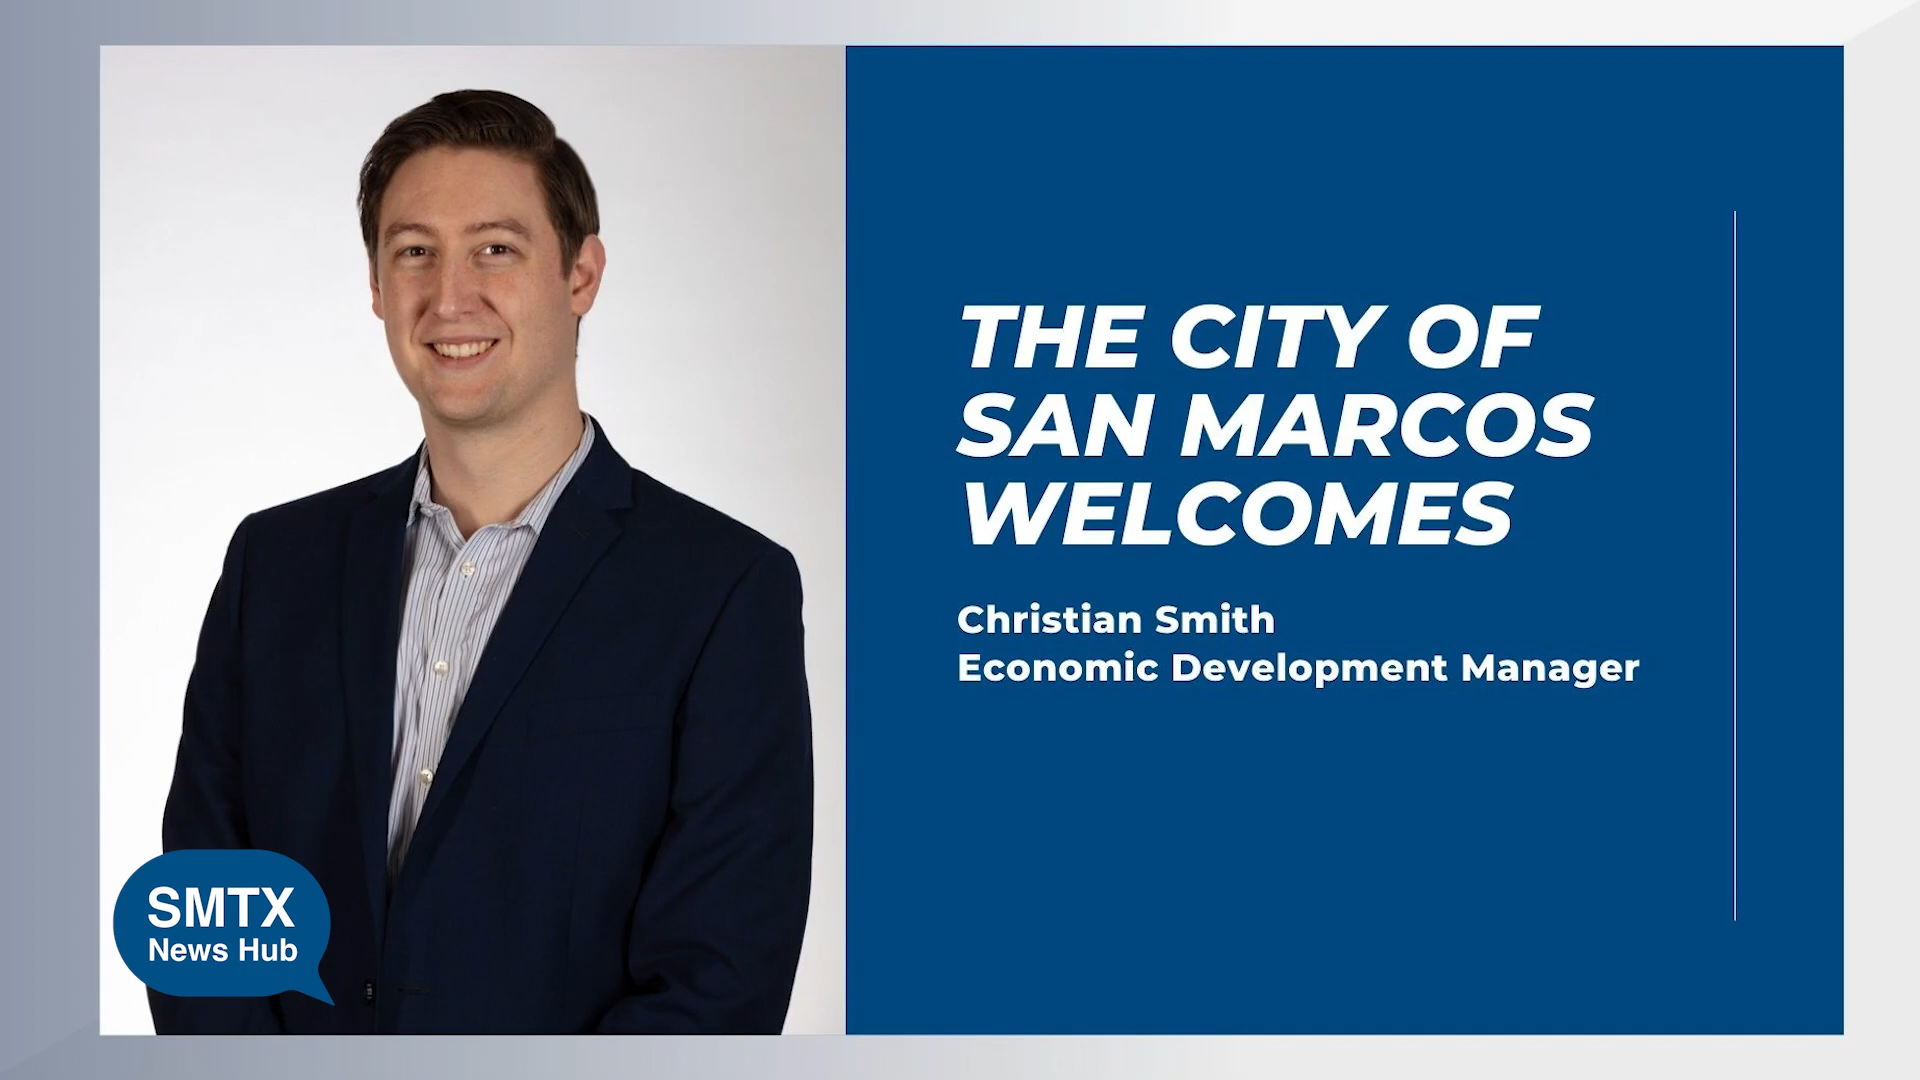 THE CITY OF
SAN MARCOS
WELCOMES
Christian Smith
Economic Development Manager
SMTX
News Hub